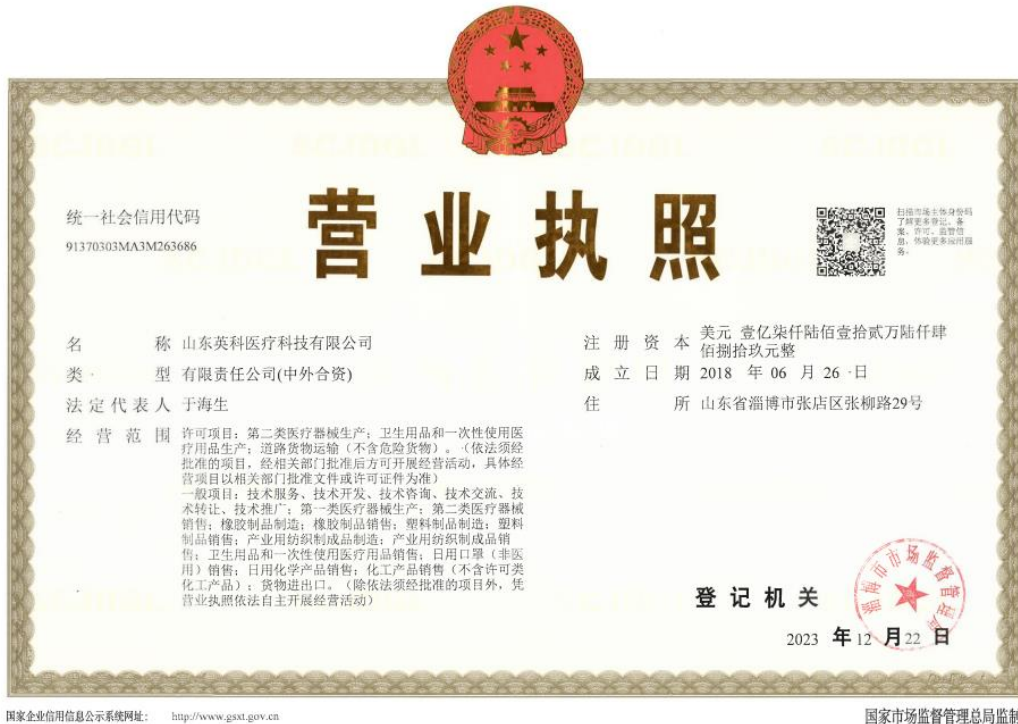 营业执照
统一社会信用代码
91370303MA3M263686
扫描市场主体身份码
了解更多登记、备
案、许可、监管信
息，体验更多应用服
务。
名 称 山东英科医疗科技有限公司
类 型 有限责任公司(中外合资)
法定代表人 于海生
经营范围 许可项目：第二类医疗器械生产；卫生用品和一次性使用医
疗用品生产；道路货物运输（不含危险货物）。（依法须经
批准的项目，经相关部门批准后方可开展经营活动，具体经
营项目以相关部门批准文件或许可证件为准）
一般项目：技术服务、技术开发、技术咨询、技术交流、技
术转让、技术推广；第一类医疗器械生产；第二类医疗器械
销售；橡胶制品制造；橡胶制品销售；塑料制品制造；塑料
制品销售；产业用纺织制成品制造；产业用纺织制成品销
售；卫生用品和一次性使用医疗用品销售；日用口罩（非医
用）销售；日用化学产品销售；化工产品销售（不含许可类
化工产品）；货物进出口。（除依法须经批准的项目外，凭
营业执照依法自主开展经营活动）
注册资本 美元 壹亿柒仟陆佰壹拾贰万陆仟肆
佰捌拾玖元整
成立日期 2018 年 06 月 26 日
住 所 山东省淄博市张店区张柳路29号
登记机关
淄博市市场监督管理局
2023 年 12 月 22 日
国家企业信用信息公示系统网址： http://www.gsxt.gov.cn
国家市场监督管理总局监制